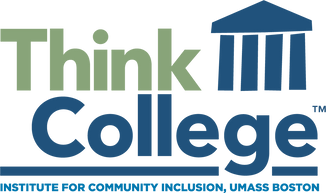 Think
College™
INSTITUTE FOR COMMUNITY INCLUSION, UMASS BOSTON